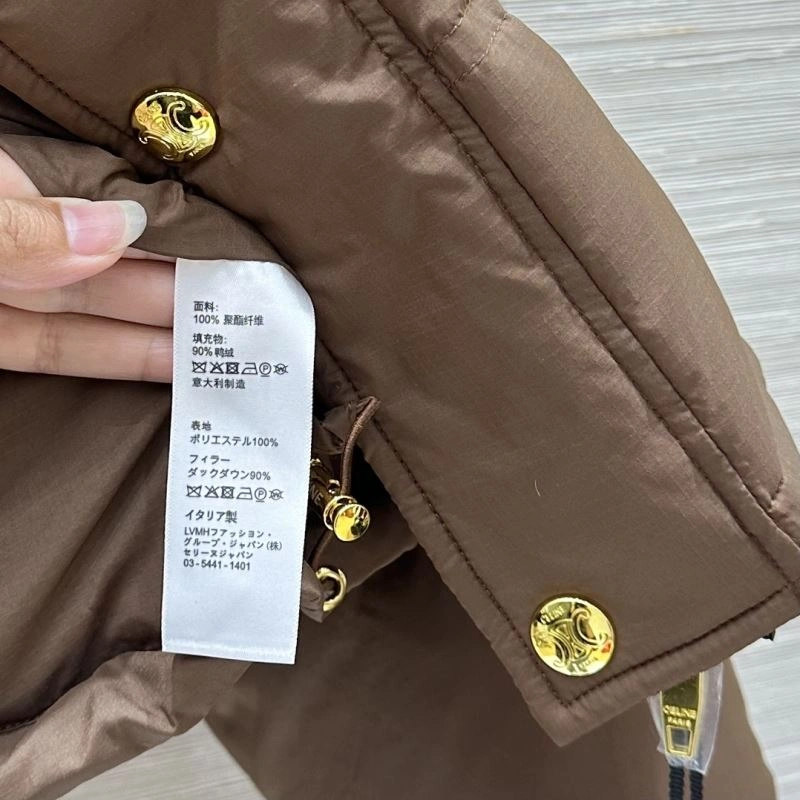 面料:
100% 聚酯纤维
填充物:
90% 鸭绒
意大利制造
表地
ポリエステル100%
フィラー
ダックダウン90%
イタリア製
LVMHファッション・
グループ・ジャパン(株)
セリーヌジャパン
03-5441-1401
CELINE
PARIS